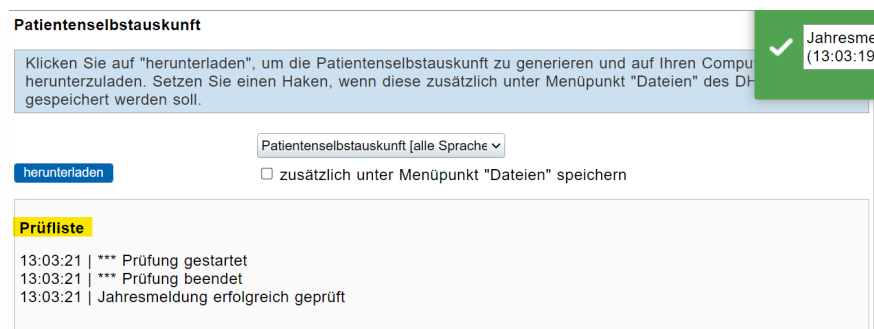 Patientenselbstauskunft
Klicken Sie auf "herunterladen", um die Patientenselbstauskunft zu generieren und auf Ihren
herunterzuladen. Setzen Sie einen Haken, wenn diese zusätzlich unter Menüpunkt "Dateien" des
gespeichert werden soll.
(13:03:19
Patientenselbstauskunft [alle Sprache
herunterladen
zusätzlich unter Menüpunkt "Dateien" speichern
Prüfliste
13:03:21 | *** Prüfung gestartet
13:03:21 | *** Prüfung beendet
13:03:21 | Jahresmeldung erfolgreich geprüft